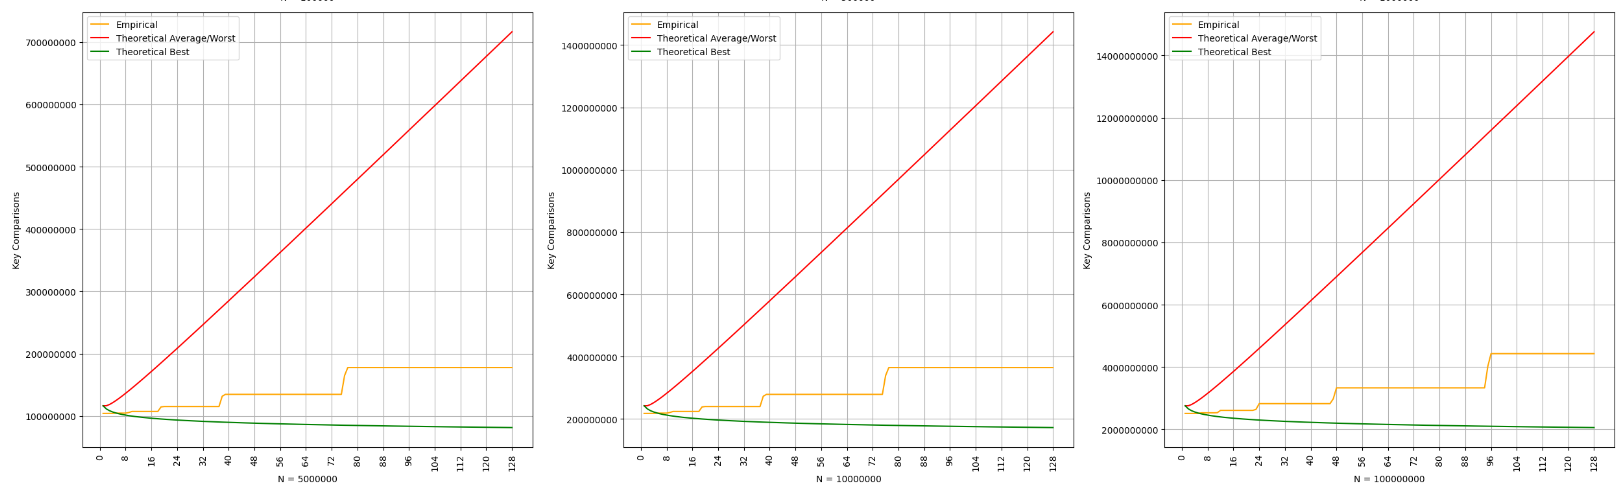 Empirical
Theoretical Average/Worst
Theoretical Best
Key Comparisons
700000000
600000000
500000000
400000000
300000000
200000000
100000000
0 8 16 24 32 40 48 56 64 72 80 88 96 104 112 120 128
N = 5000000
Empirical
Theoretical Average/Worst
Theoretical Best
Key Comparisons
1400000000
1200000000
1000000000
800000000
600000000
400000000
200000000
0 8 16 24 32 40 48 56 64 72 80 88 96 104 112 120 128
N = 10000000
Empirical
Theoretical Average/Worst
Theoretical Best
Key Comparisons
14000000000
12000000000
10000000000
8000000000
6000000000
4000000000
2000000000
0 8 16 24 32 40 48 56 64 72 80 88 96 104 112 120 128
N = 100000000